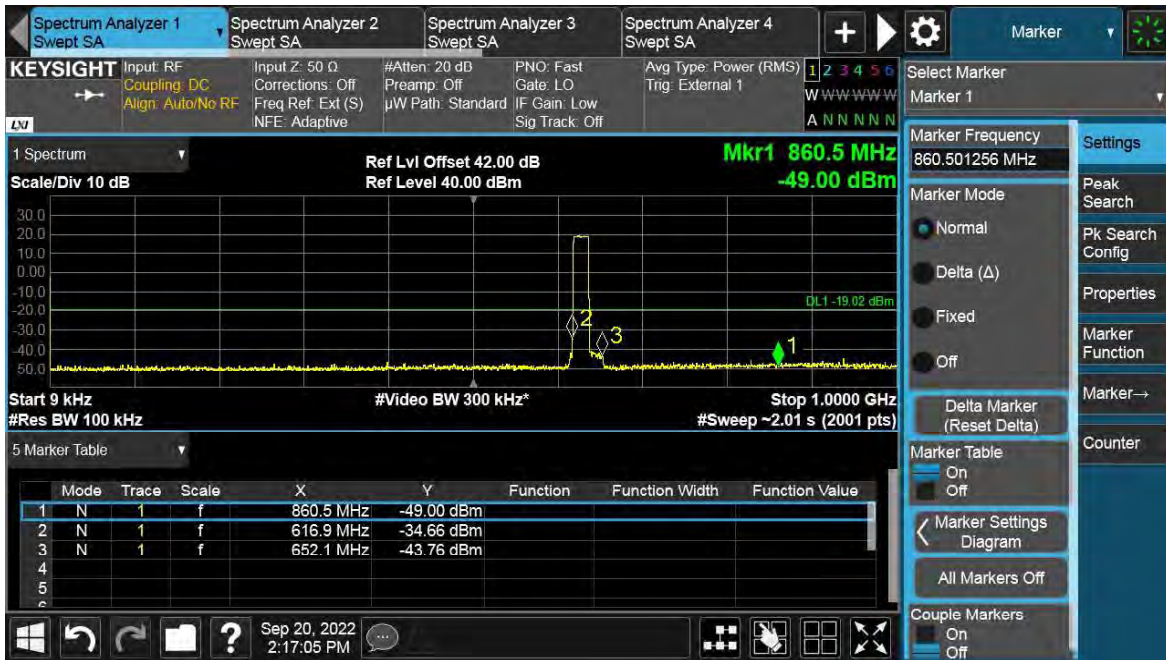 Spectrum Analyzer 1
Swept SA
Spectrum Analyzer 2
Swept SA
Spectrum Analyzer 3
Swept SA
Spectrum Analyzer 4
Swept SA
+
Marker
KEYSIGHT
LXI
Input: RF
Coupling: DC
Align: Auto/No RF
Input Z: 50 Ω
Corrections: Off
Freq Ref: Ext (S)
NFE: Adaptive
#Atten: 20 dB
Preamp: Off
µW Path: Standard
PNO: Fast
Gate: LO
IF Gain: Low
Sig Track: Off
Avg Type: Power (RMS)
Trig: External 1
1 2 3 4 5 6
W W W W W W
A N N N N N
Select Marker
Marker 1
1 Spectrum
Scale/Div 10 dB
Ref Lvl Offset 42.00 dB
Ref Level 40.00 dBm
Mkr1 860.5 MHz
-49.00 dBm
30.0
20.0
10.0
0.00
-10.0
-20.0
-30.0
-40.0
50.0
DL1 -19.02 dBm
2
3
1
Start 9 kHz
#Res BW 100 kHz
#Video BW 300 kHz*
Stop 1.0000 GHz
#Sweep ~2.01 s (2001 pts)
5 Marker Table
Mode Trace Scale X Y Function Function Width Function Value
1 N 1 f 860.5 MHz -49.00 dBm
2 N 1 f 616.9 MHz -34.66 dBm
3 N 1 f 652.1 MHz -43.76 dBm
4
5
Marker Frequency
860.501256 MHz
Marker Mode
Normal
Delta (Δ)
Fixed
Off
Delta Marker
(Reset Delta)
Marker Table
On
Off
Marker Settings
Diagram
All Markers Off
Couple Markers
On
Off
Settings
Peak
Search
Pk Search
Config
Properties
Marker
Function
Marker→
Counter
?
Sep 20, 2022
2:17:05 PM